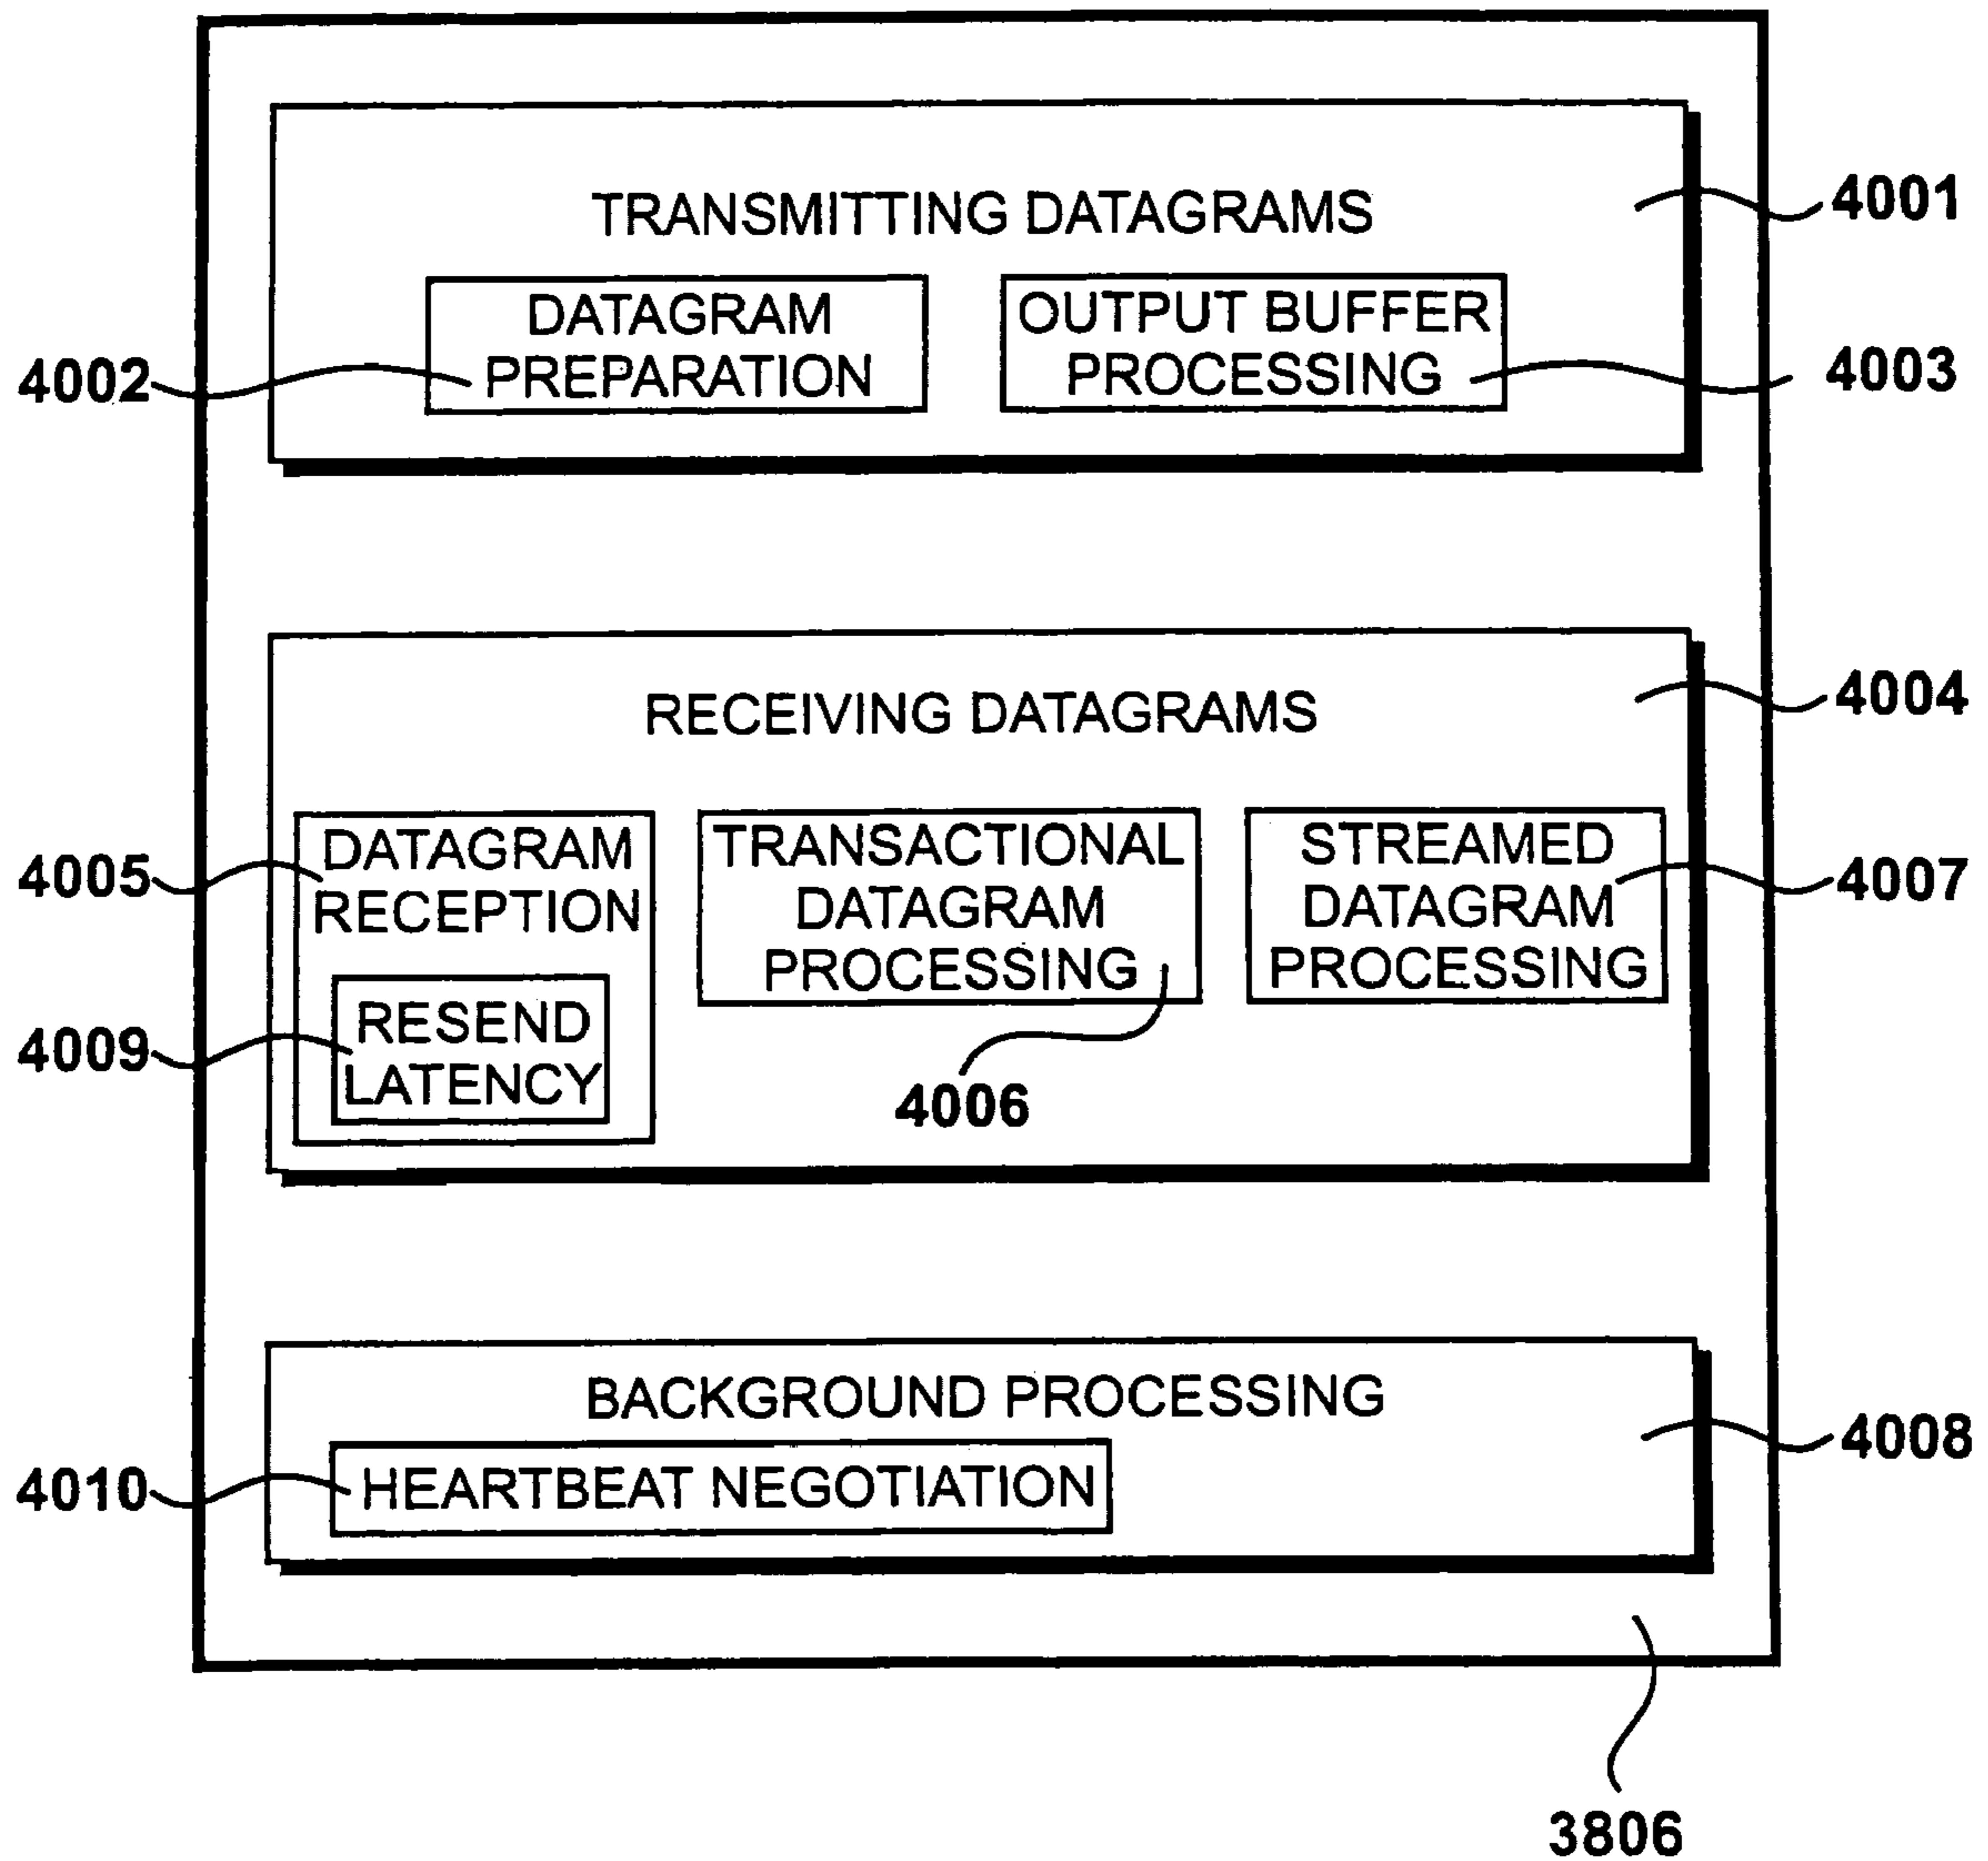 TRANSMITTING DATAGRAMS
4001
DATAGRAM
PREPARATION
4002
OUTPUT BUFFER
PROCESSING
4003
RECEIVING DATAGRAMS
4004
DATAGRAM
RECEPTION
4005
RESEND
LATENCY
4009
TRANSACTIONAL
DATAGRAM
PROCESSING
4006
STREAMED
DATAGRAM
PROCESSING
4007
BACKGROUND PROCESSING
4008
HEARTBEAT NEGOTIATION
4010
3806